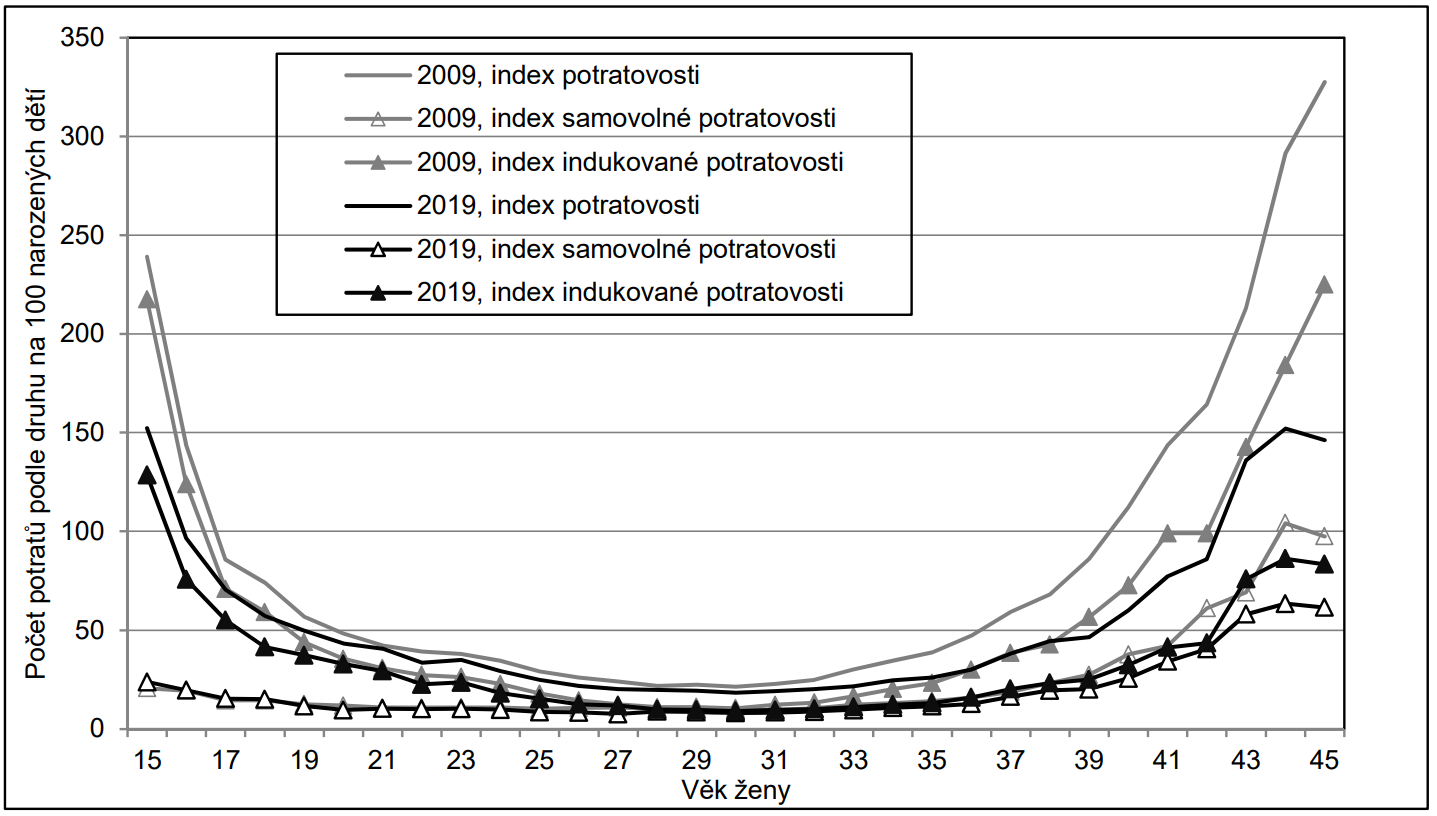 Počet potratů podle druhu na 100 narozených dětí
350
300
250
200
150
100
50
0
2009, index potratovosti
2009, index samovolné potratovosti
2009, index indukované potratovosti
2019, index potratovosti
2019, index samovolné potratovosti
2019, index indukované potratovosti
15 17 19 21 23 25 27 29 31 33 35 37 39 41 43 45
Věk ženy